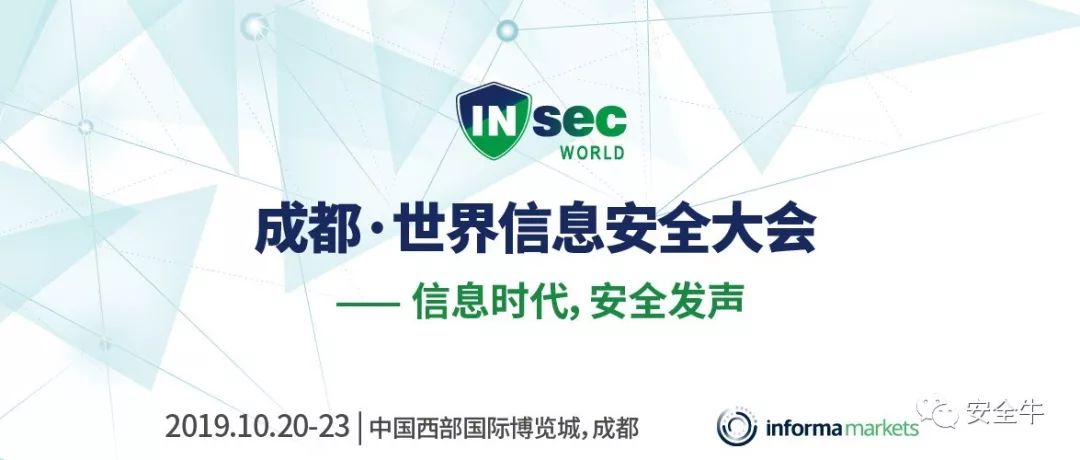 INsec
WORLD
成都·世界信息安全大会
—— 信息时代,安全发声
2019.10.20-23 | 中国西部国际博览城,成都
informa markets
安全牛